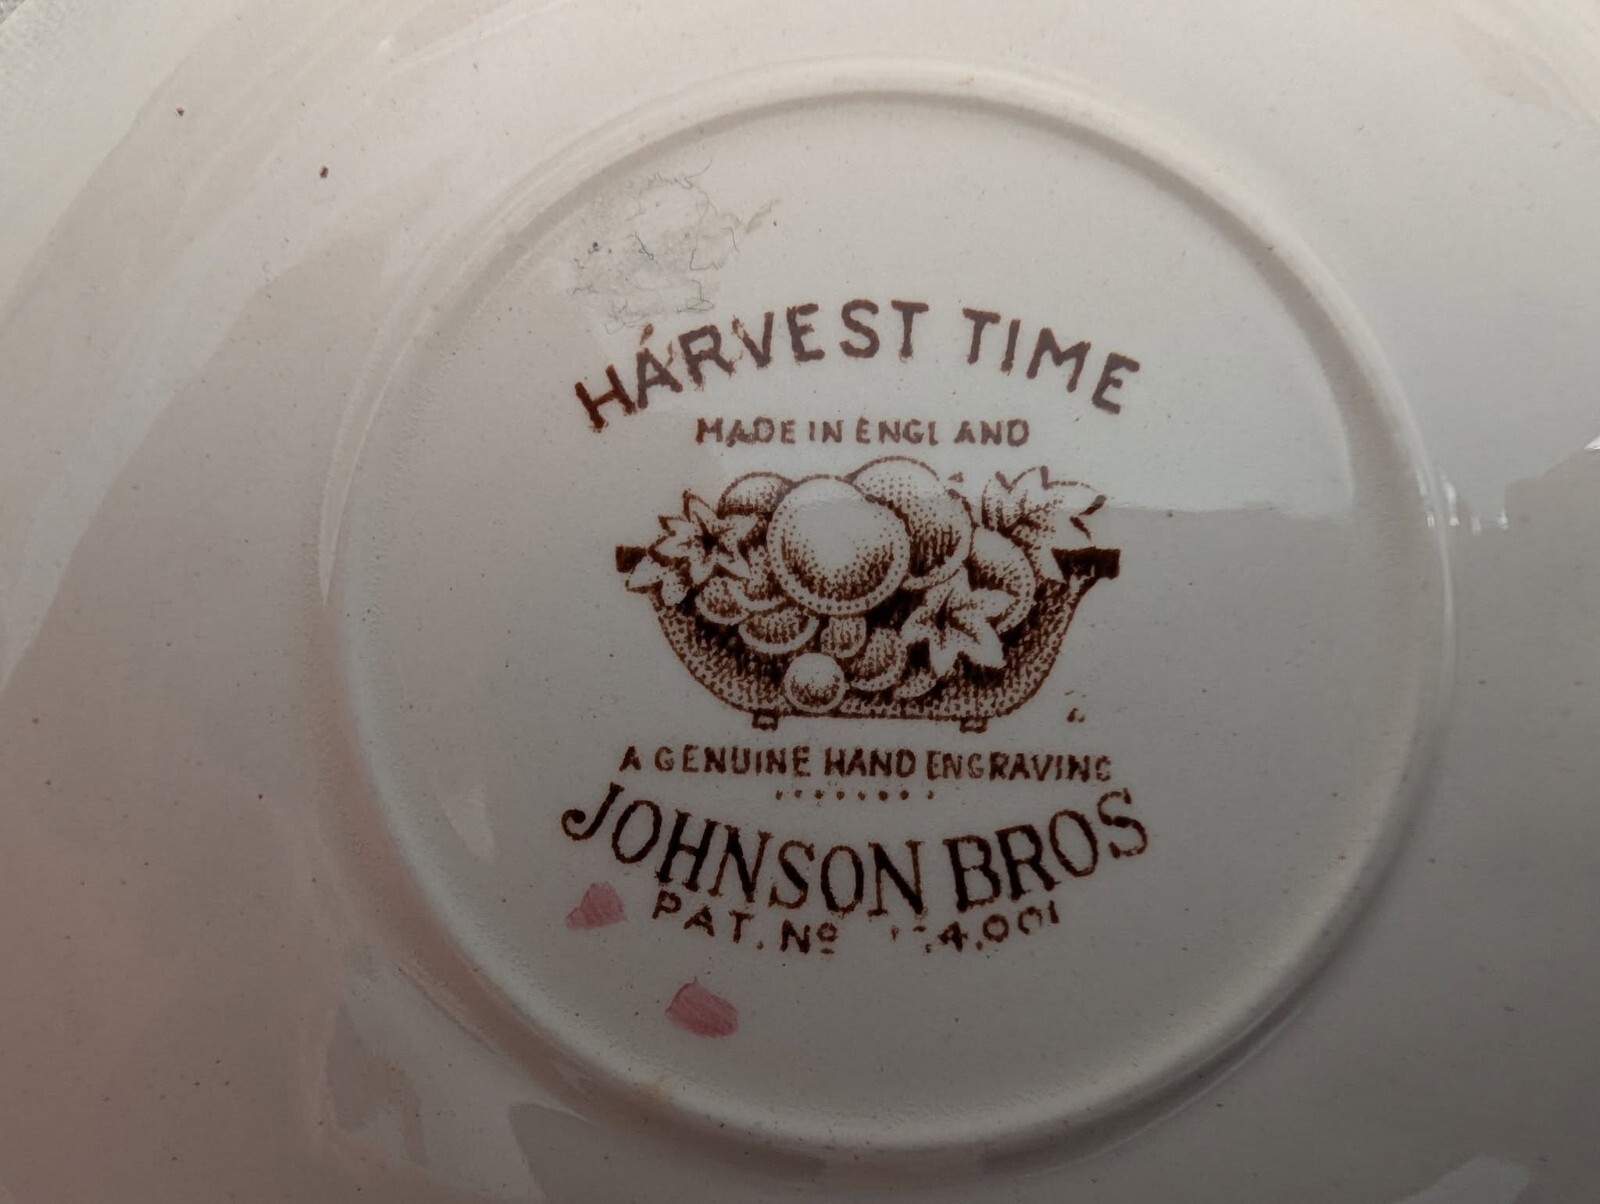 HARVEST TIME
MADE IN ENGLAND
A GENUINE HAND ENGRAVING
JOHNSON BROS
PAT. Nº